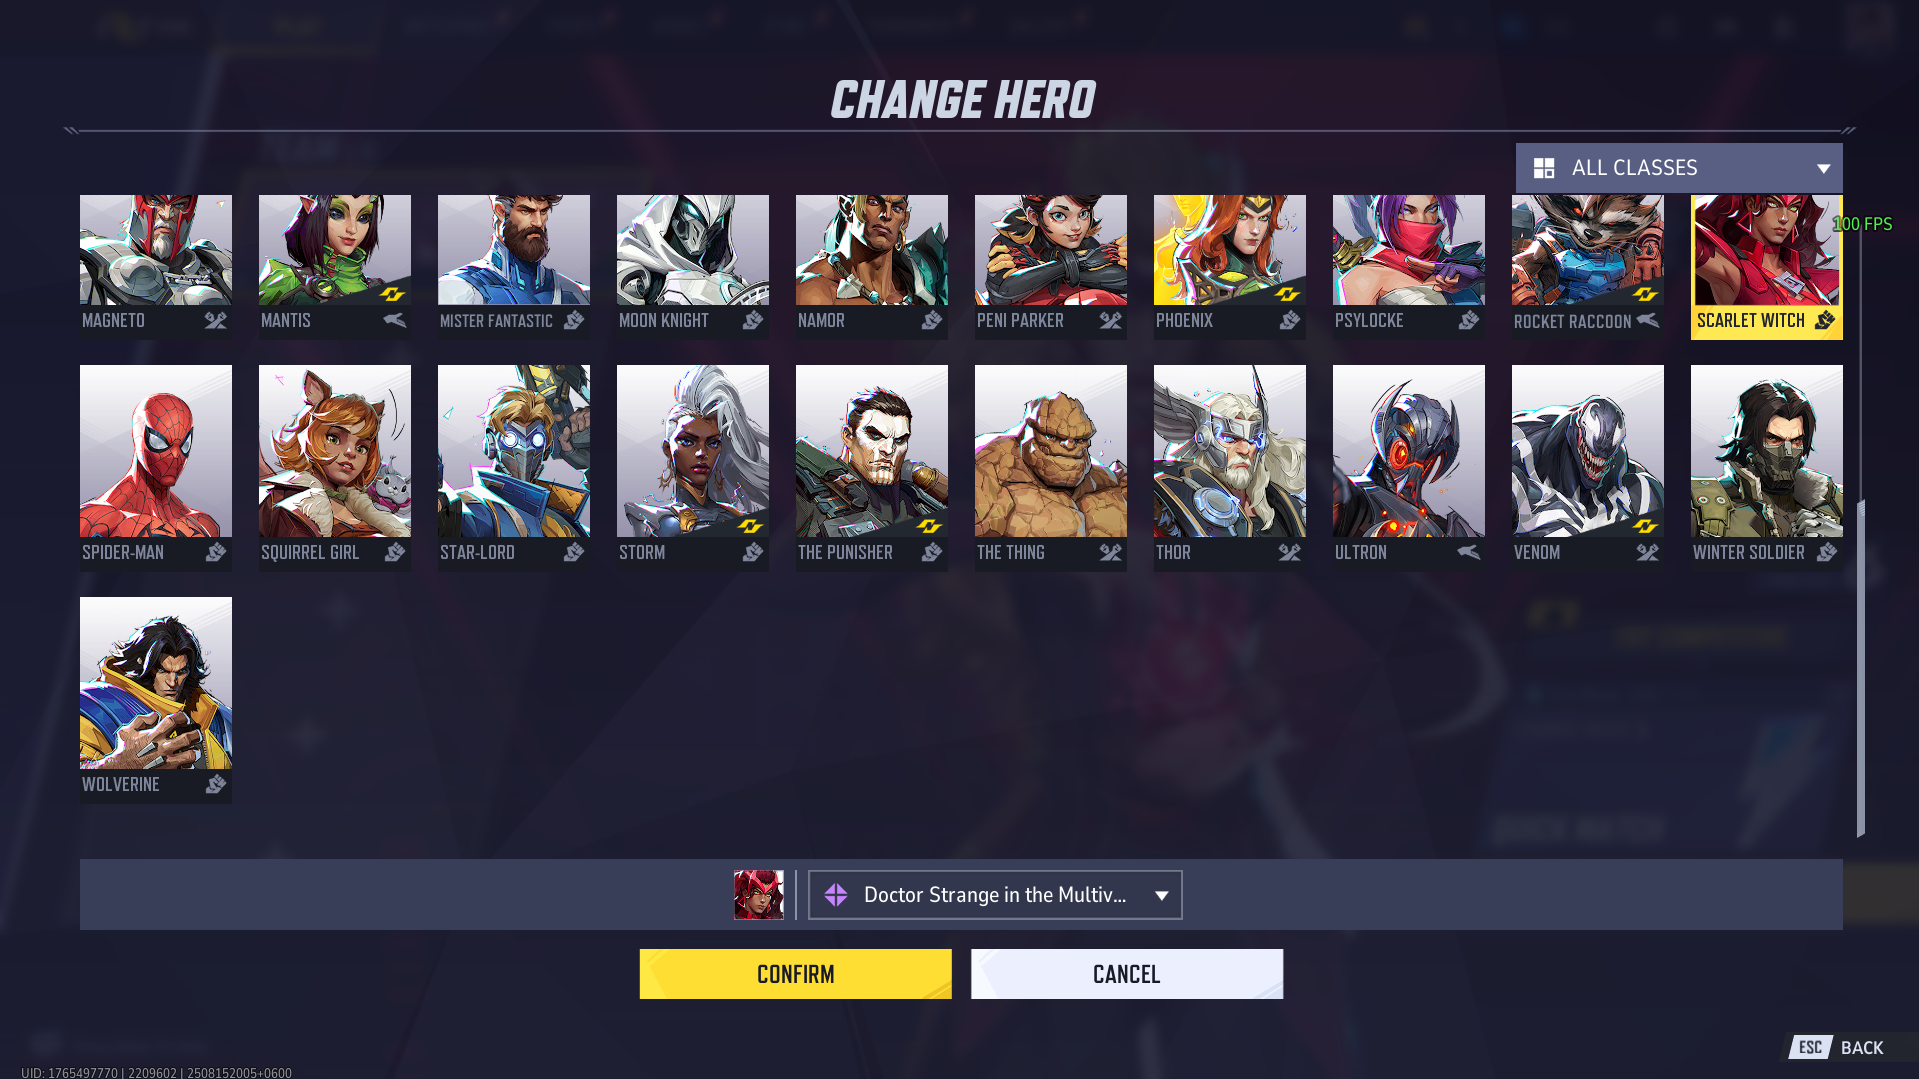 CHANGE HERO
ALL CLASSES
100 FPS
MAGNETO
MANTIS
MISTER FANTASTIC
MOON KNIGHT
NAMOR
PENI PARKER
PHOENIX
PSYLOCKE
ROCKET RACCOON
SCARLET WITCH
SPIDER-MAN
SQUIRREL GIRL
STAR-LORD
STORM
THE PUNISHER
THE THING
THOR
ULTRON
VENOM
WINTER SOLDIER
WOLVERINE
QUICK MATCH
Doctor Strange in the Multiv...
CONFIRM
CANCEL
ESC BACK
UID: 1765497770 | 2209602 | 2508152005+0600